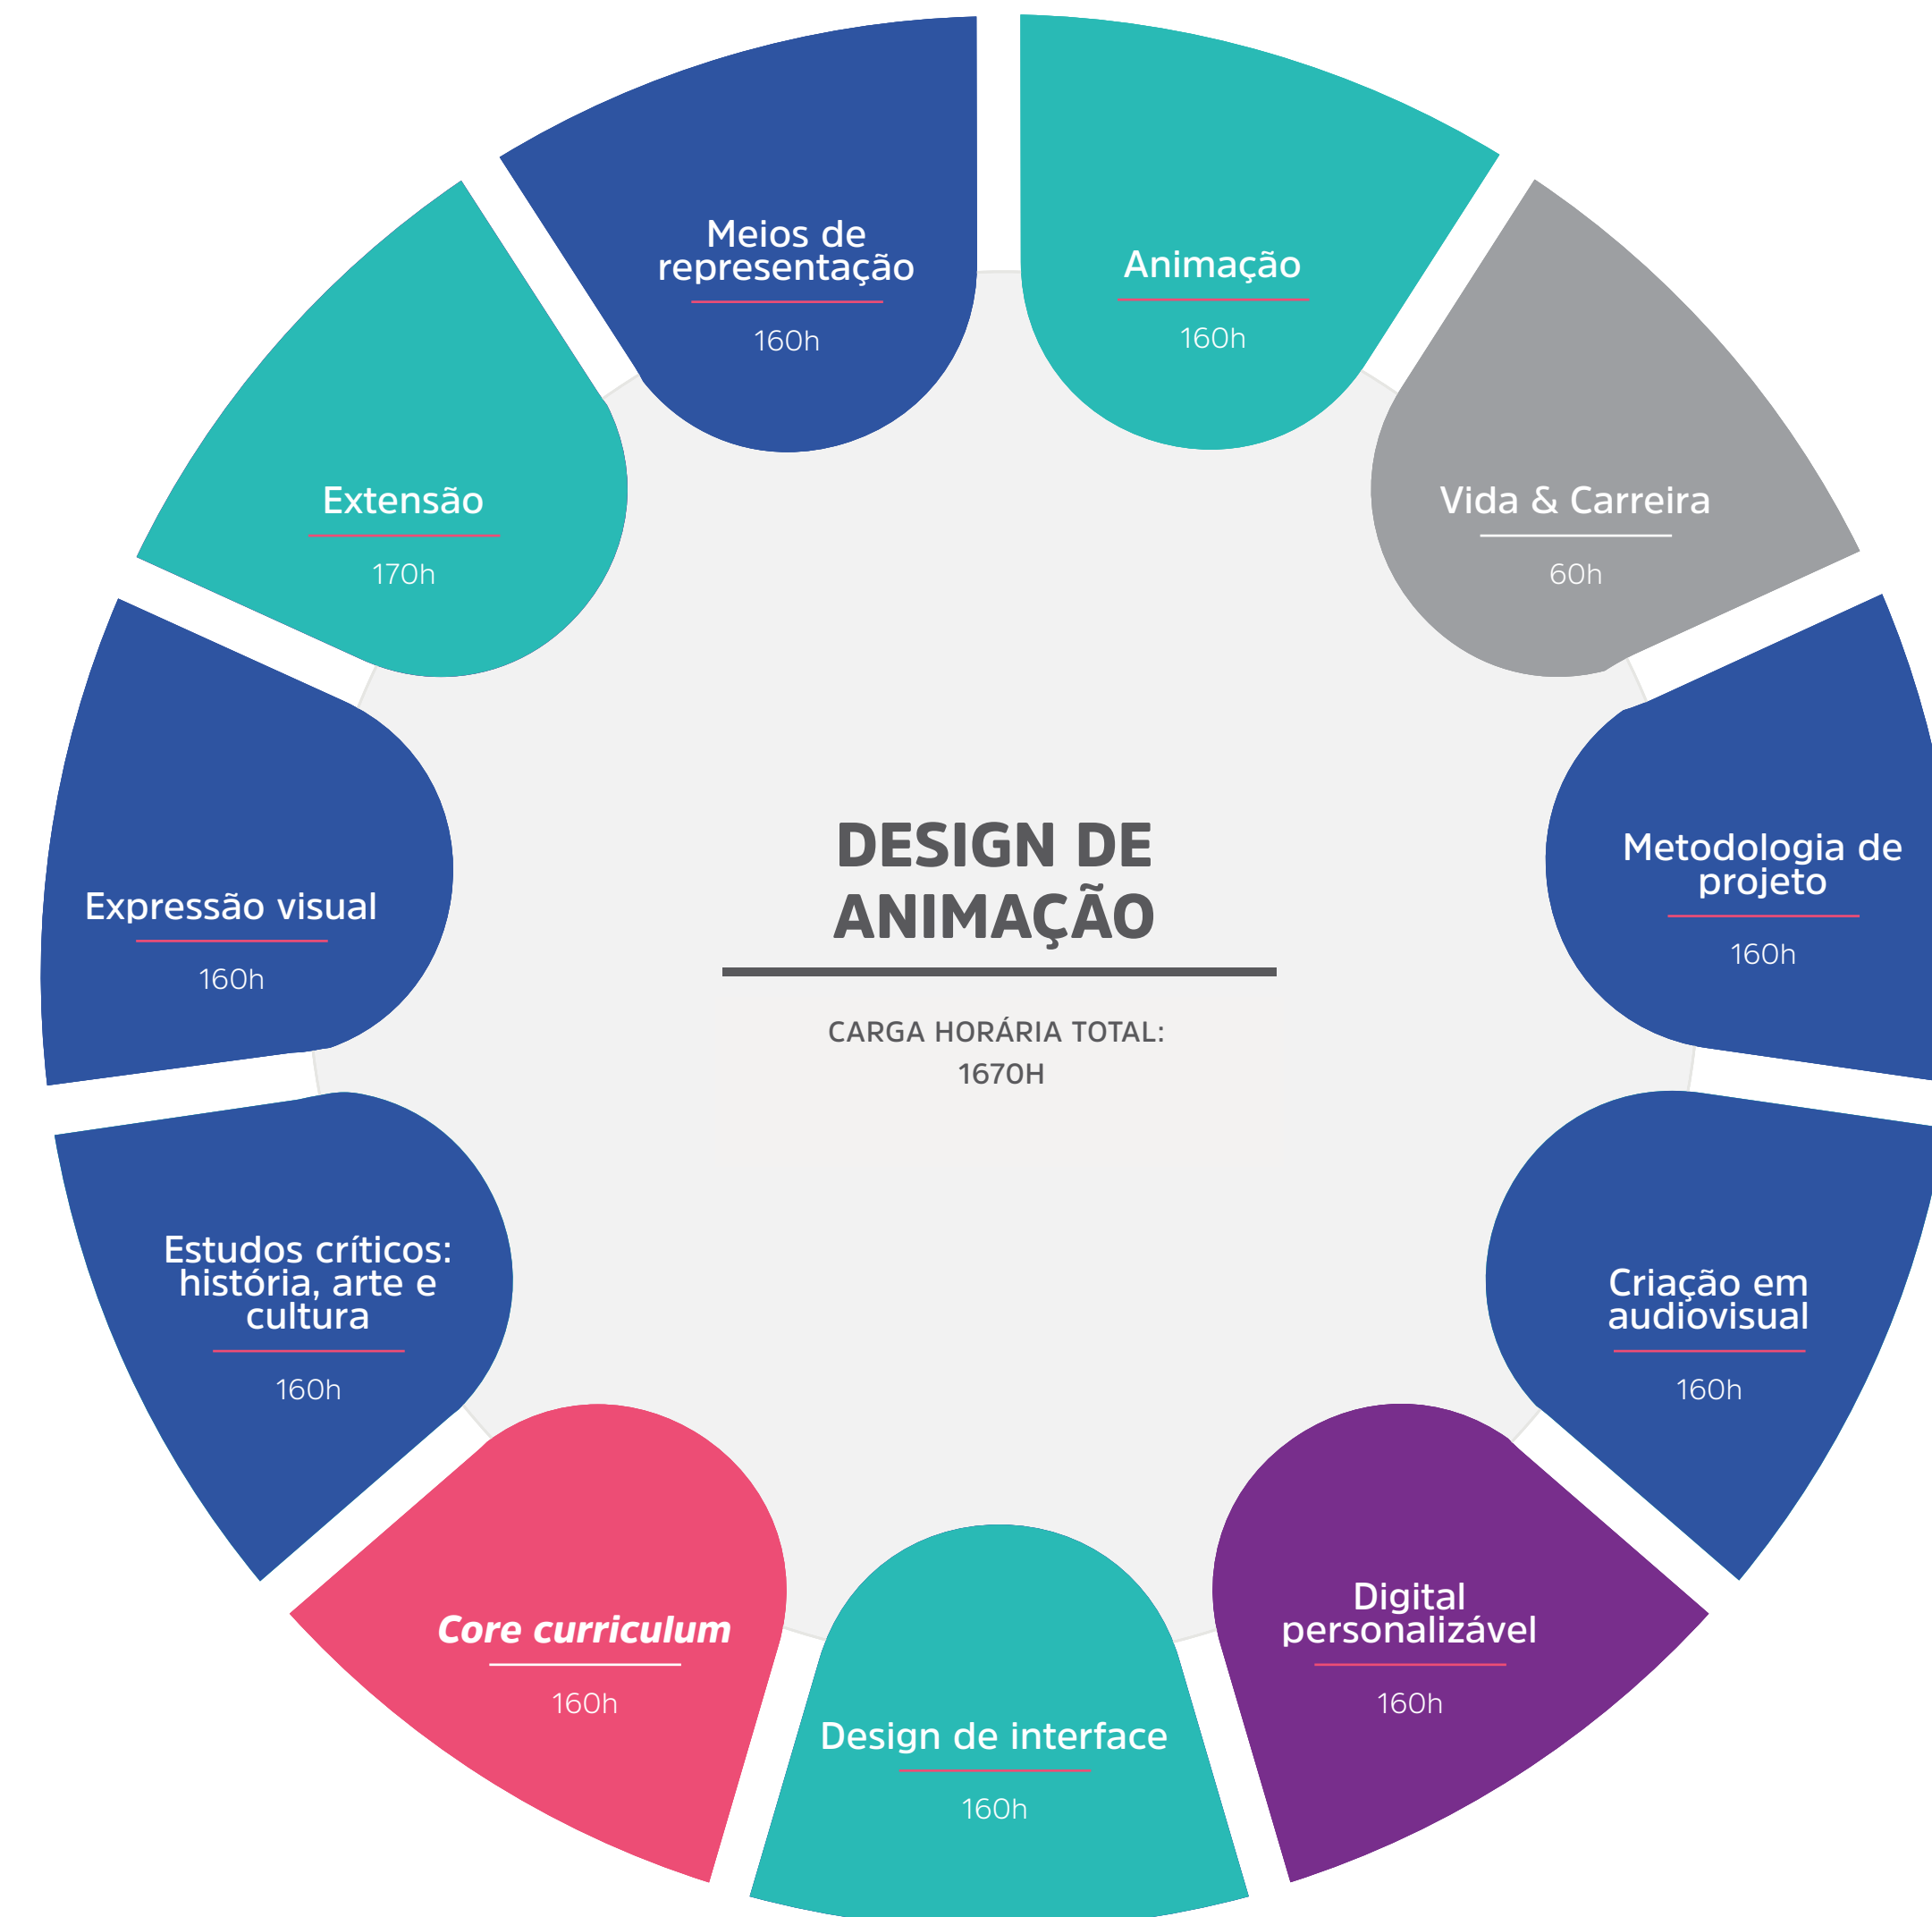 Meios de
representação
160h
Animação
160h
Extensão
170h
Vida & Carreira
60h
Expressão visual
160h
DESIGN DE
ANIMAÇÃO
CARGA HORÁRIA TOTAL:
1670H
Metodologia de
projeto
160h
Estudos críticos:
história, arte e
cultura
160h
Criação em
audiovisual
160h
Core curriculum
160h
Design de interface
160h
Digital
personalizável
160h